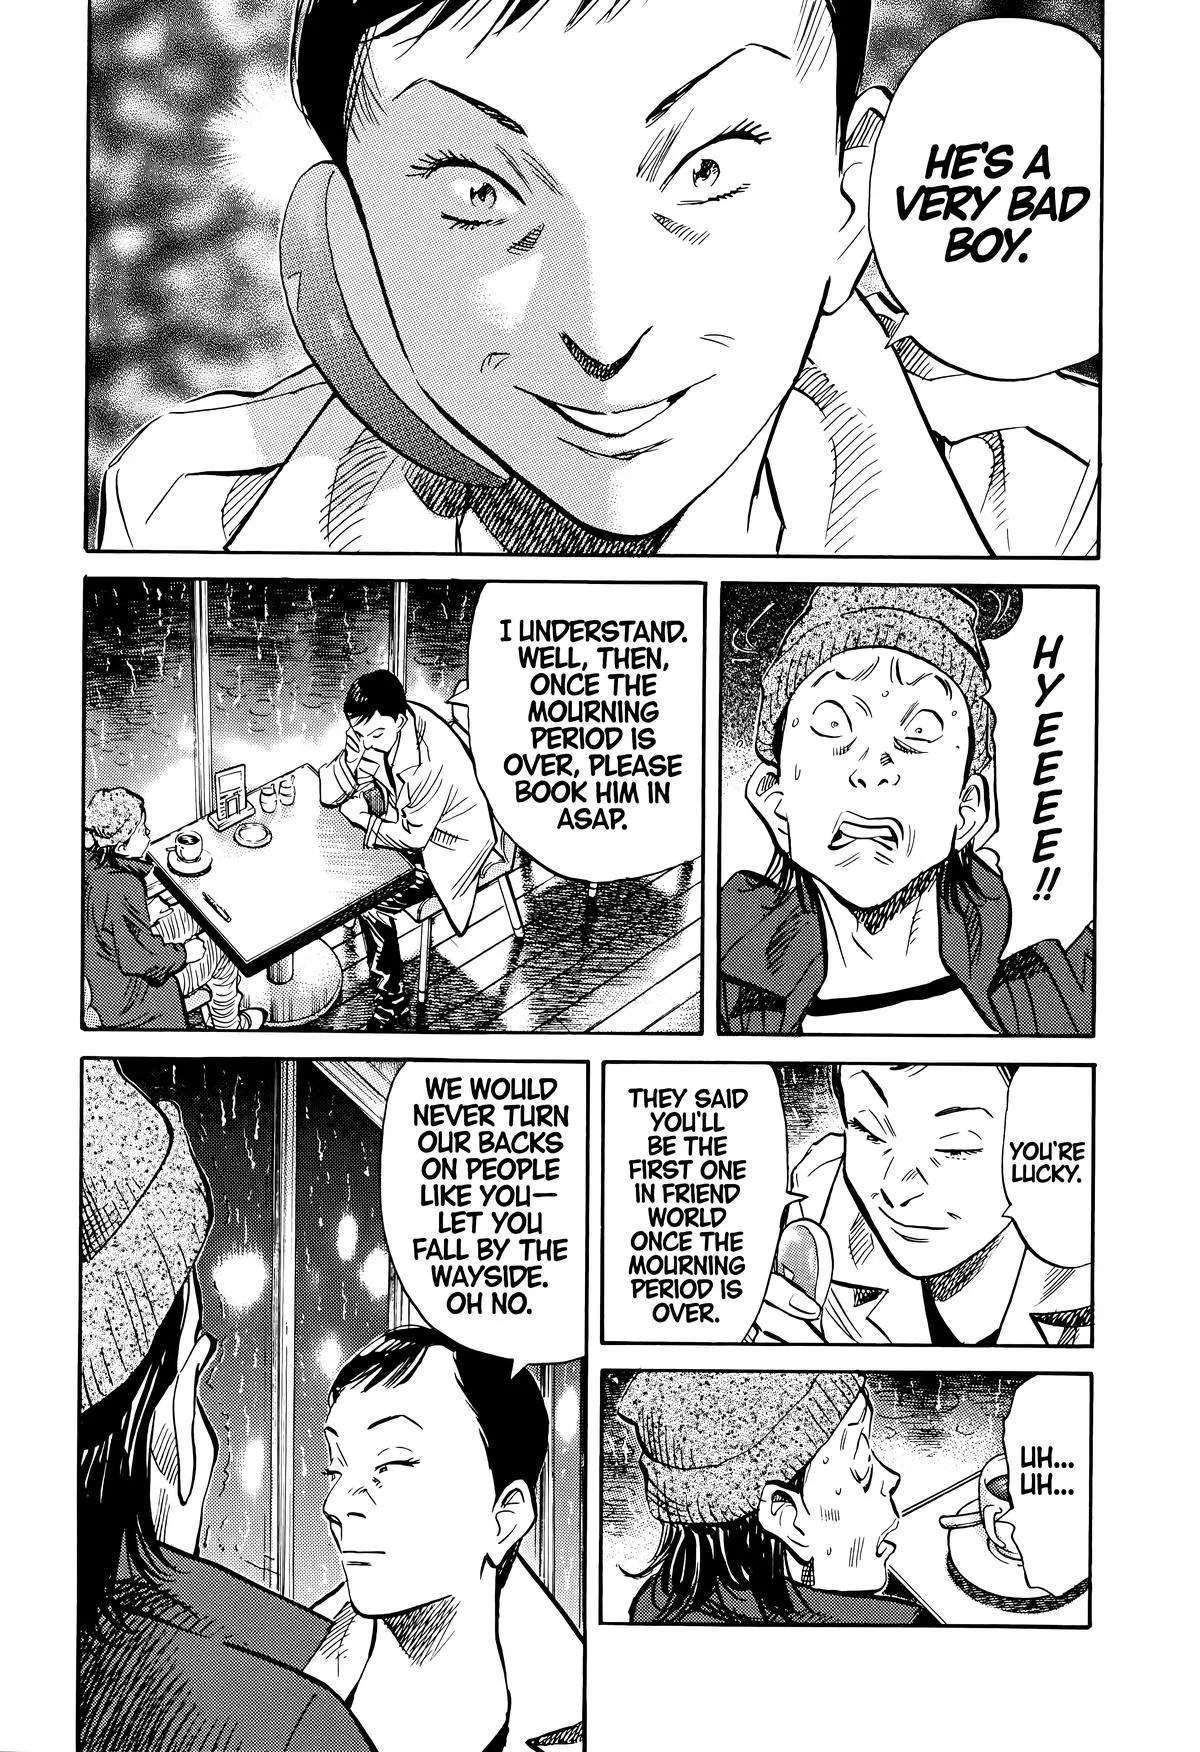 HE'S A
VERY BAD
BOY.
HYEEEEE!!
I UNDERSTAND.
WELL, THEN,
ONCE THE
MOURNING
PERIOD IS
OVER, PLEASE
BOOK HIM IN
ASAP.
YOU'RE
LUCKY.
THEY SAID
YOU'LL
BE THE
FIRST ONE
IN FRIEND
WORLD
ONCE THE
MOURNING
PERIOD IS
OVER.
UH...
UH...
WE WOULD
NEVER TURN
OUR BACKS
ON PEOPLE
LIKE YOU—
LET YOU
FALL BY THE
WAYSIDE.
OH NO.